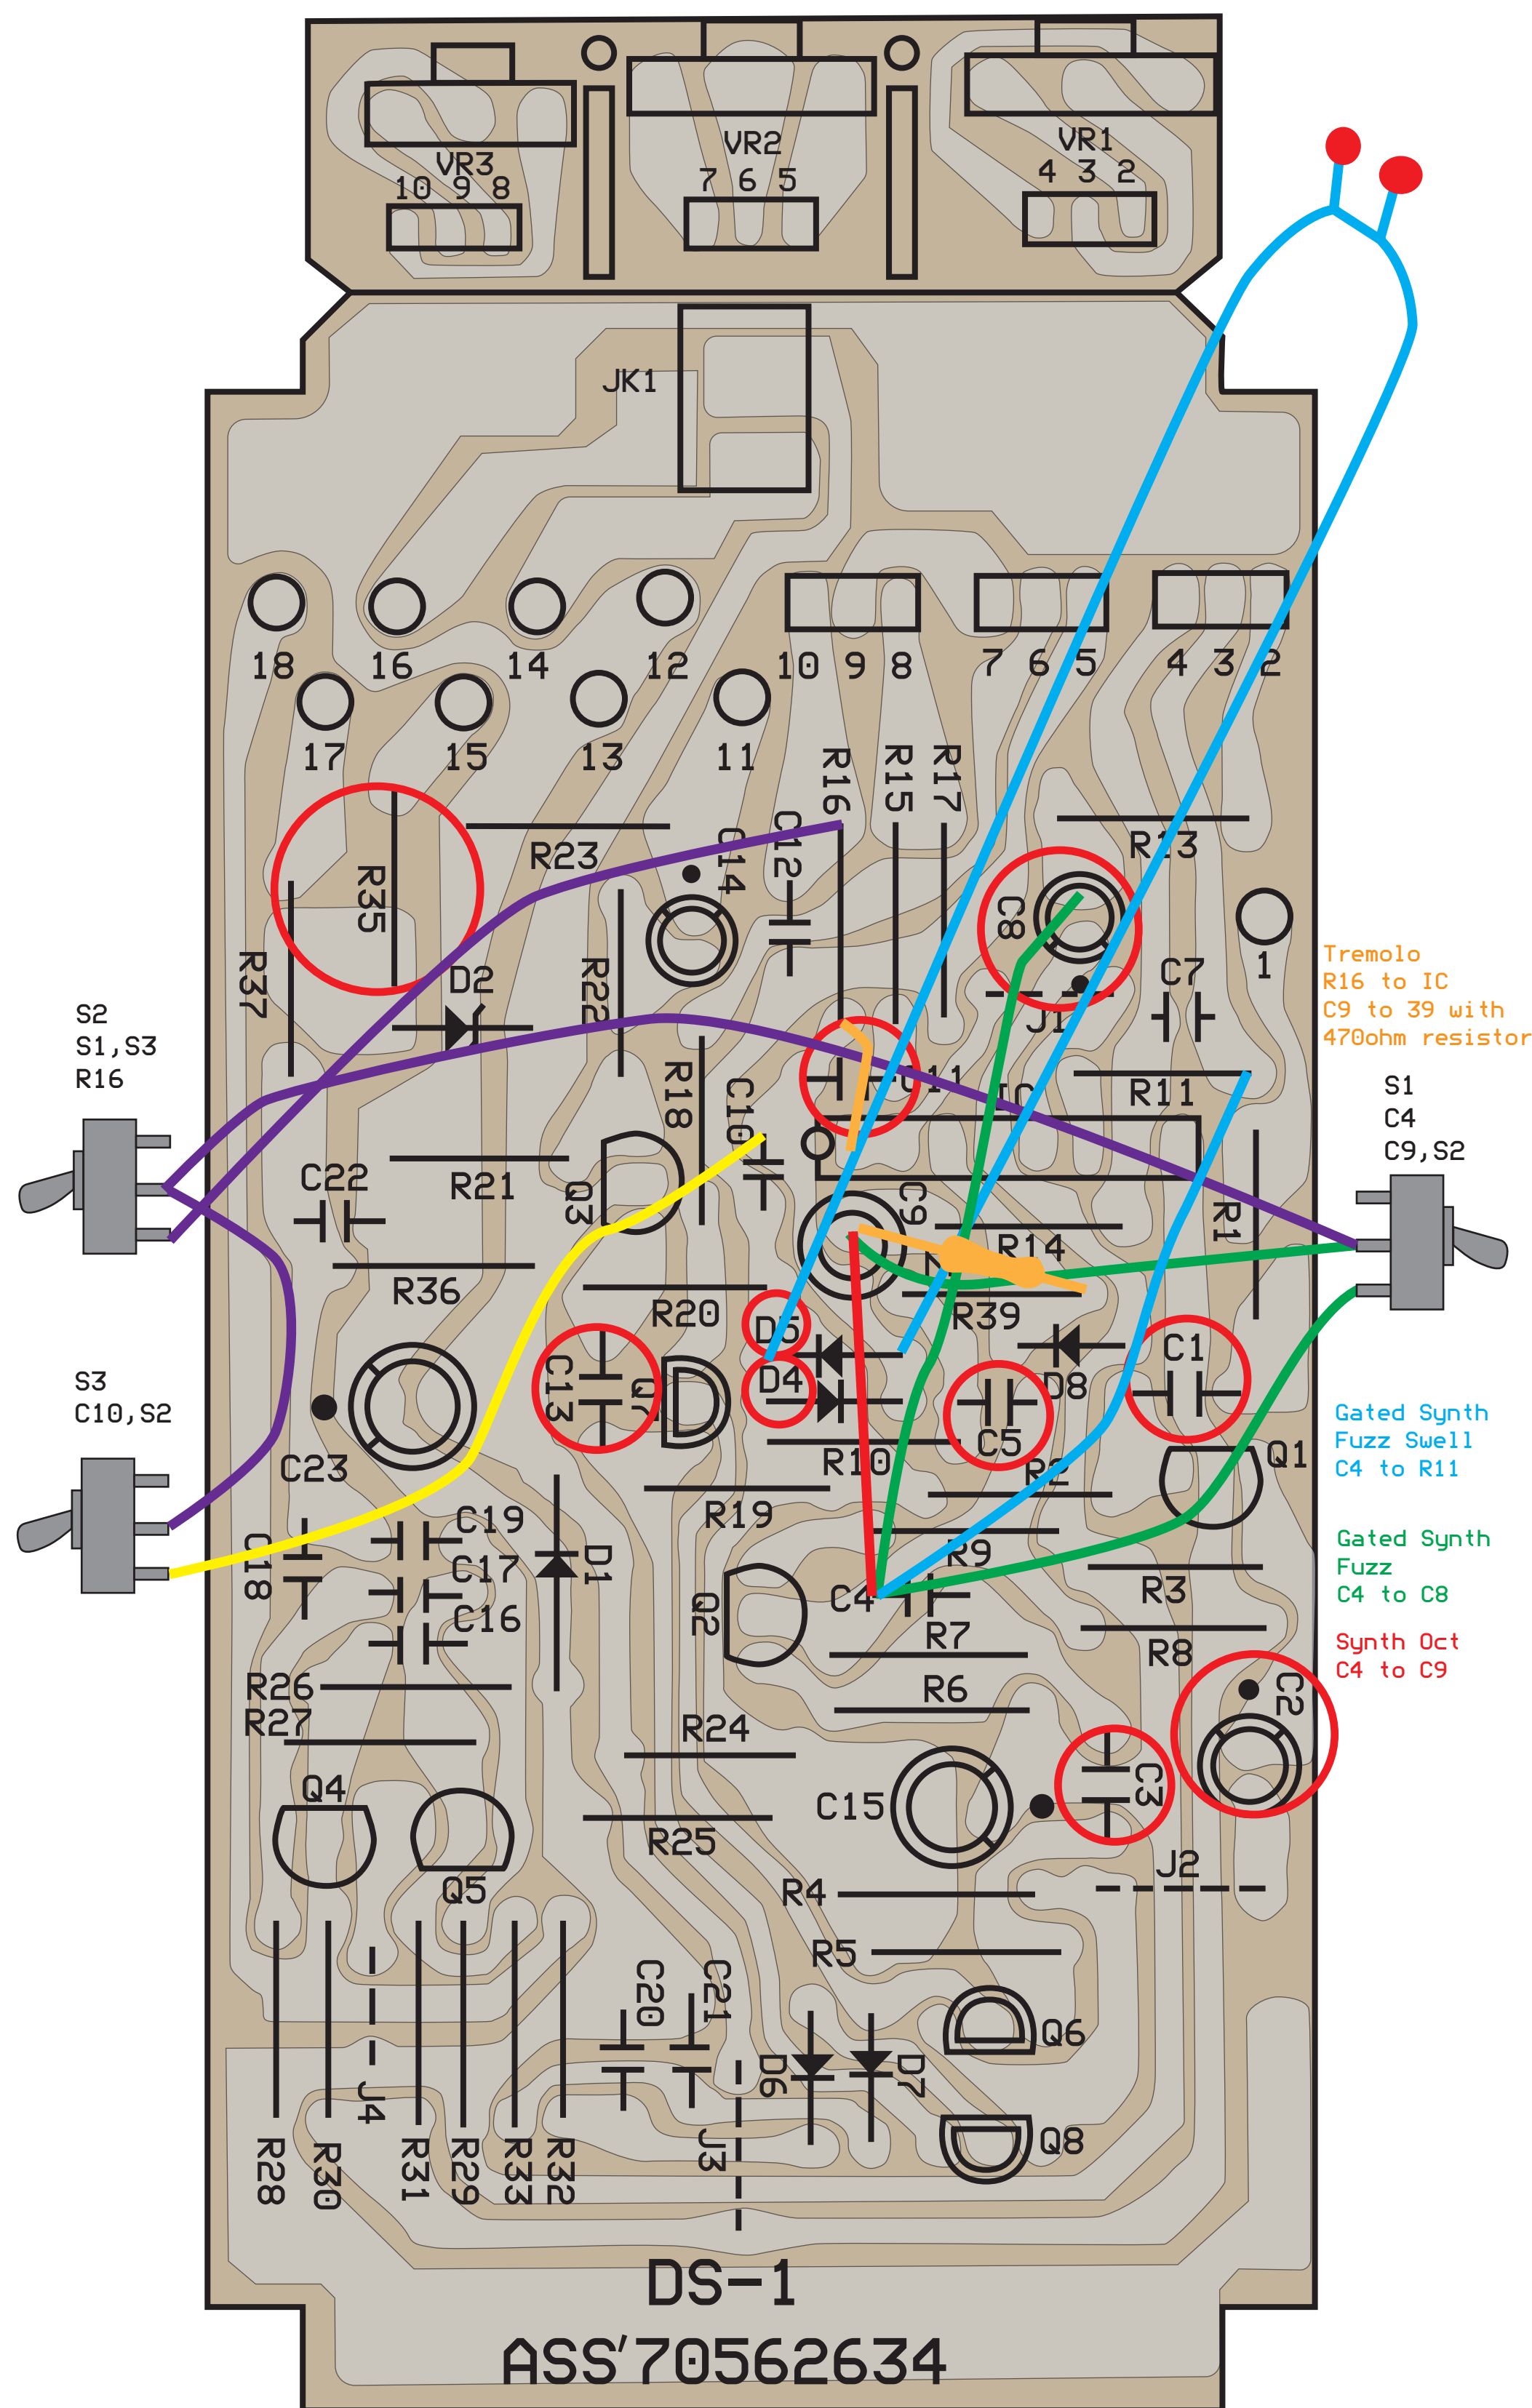 VR3
10 9 8
VR2
7 6 5
VR1
4 3 2
JK1
18
16
14
12
10 9 8
7 6 5
4 3 2
17
15
13
11
R16
R15
R17
R13
R23
C14
C12
R35
C8
1
R37
D2
R22
C7
J1
Tremolo
R16 to IC
C9 to 39 with
470ohm resistor
S2
S1,S3
R16
R18
C10
C11
IC
R11
S1
C4
C9,S2
C22
R21
Q3
C9
R1
R14
R36
R20
R39
D5
D4
D8
C1
C13
C5
R10
R2
Q1
S3
C10,S2
C23
R19
Gated Synth
Fuzz Swell
C4 to R11
C18
C19
C17
C16
D1
Q2
C4
R9
R7
R3
R8
Gated Synth
Fuzz
C4 to C8
Synth Oct
C4 to C9
R26
R27
R6
R24
C2
C3
Q4
Q5
C15
R25
J2
R4
R5
C20
C21
Q6
D6
D7
J4
J3
Q8
R28
R30
R31
R29
R33
R32
DS-1
ASS'70562634